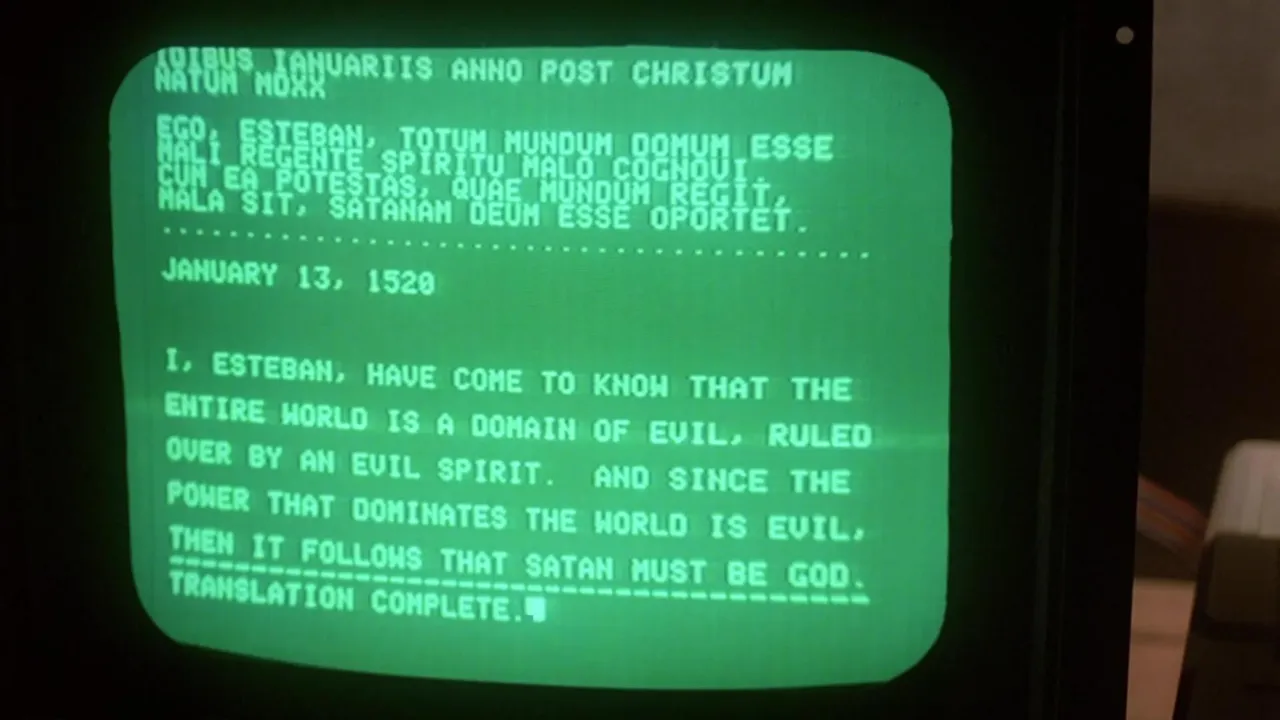 IDIBUS IANUARIIS ANNO POST CHRISTUM
NATUM MDXX
EGO, ESTEBAN, TOTUM MUNDUM DOMUM ESSE
MALI REGENTE SPIRITU MALO COGNOVI.
CUM EA POTESTAS, QUAE MUNDUM REGIT,
MALA SIT, SATANAM DEUM ESSE OPORTET.
JANUARY 13, 1520
I, ESTEBAN, HAVE COME TO KNOW THAT THE
ENTIRE WORLD IS A DOMAIN OF EVIL, RULED
OVER BY AN EVIL SPIRIT. AND SINCE THE
POWER THAT DOMINATES THE WORLD IS EVIL,
THEN IT FOLLOWS THAT SATAN MUST BE GOD.
TRANSLATION COMPLETE.